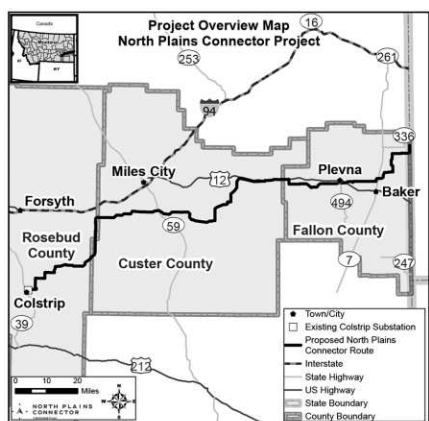 Project Overview Map
North Plains Connector Project
Canada
WY
16
253
261
94
336
Miles City
12
Plevna
Forsyth
494
Baker
Rosebud
County
59
Custer County
Fallon County
7
247
Colstrip
39
212
0 10 20
Miles
N
W E
S
NORTH PLAINS
CONNECTOR
Town/City
Existing Colstrip Substation
Proposed North Plains
Connector Route
Interstate
State Highway
US Highway
State Boundary
County Boundary